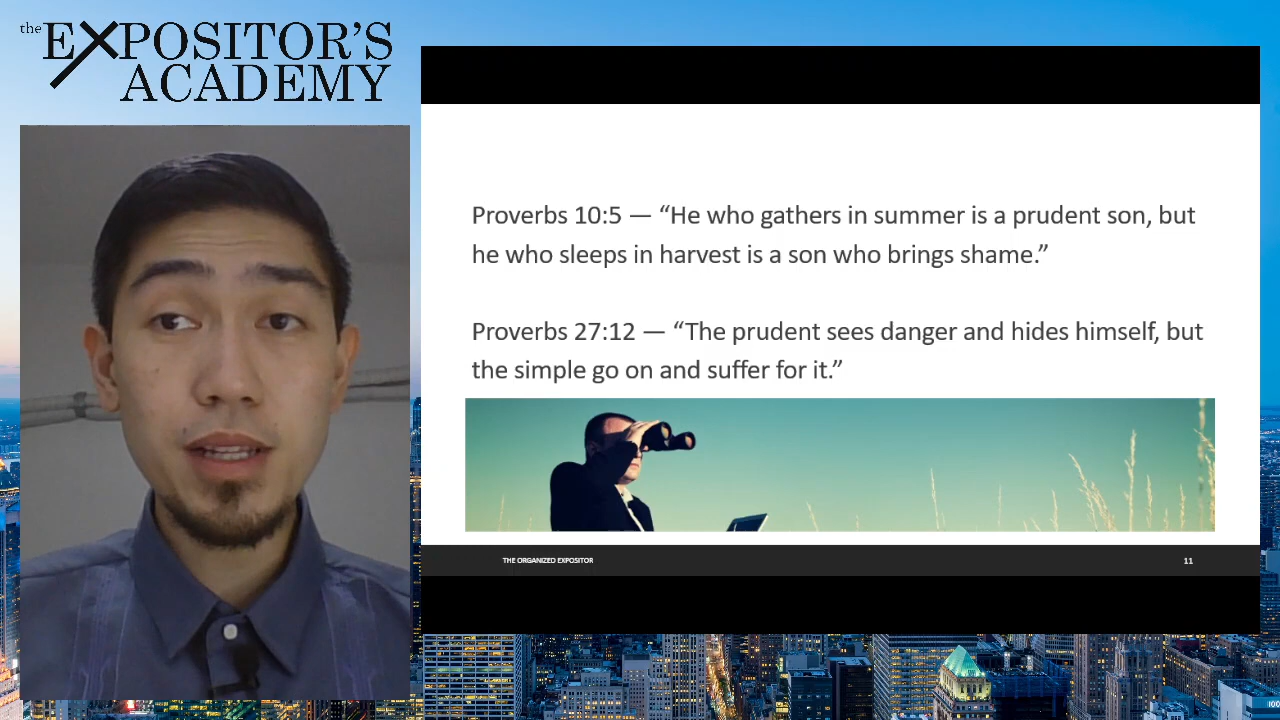 the EXPOSITOR'S
ACADEMY
Proverbs 10:5 — “He who gathers in summer is a prudent son, but
he who sleeps in harvest is a son who brings shame.”
Proverbs 27:12 — “The prudent sees danger and hides himself, but
the simple go on and suffer for it.”
THE ORGANIZED EXPOSITOR
11